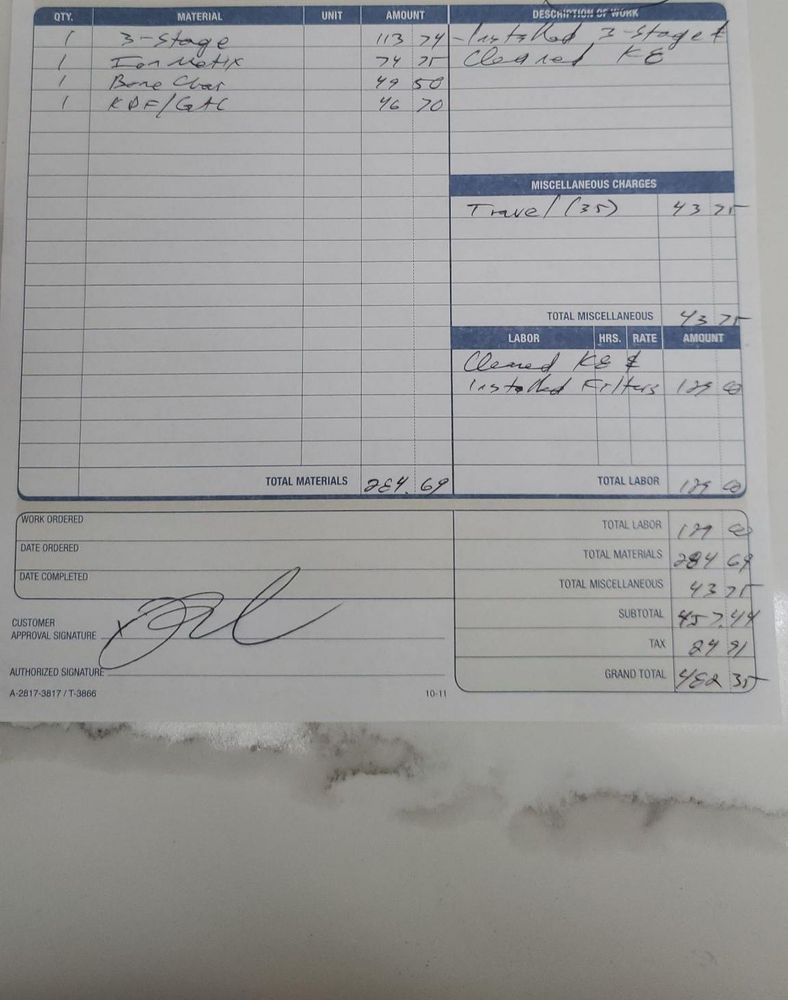 QTY. MATERIAL UNIT AMOUNT
1 3-Stage 113 74
1 Ion Matix 74 75
1 Bone Char 49 50
1 KDF/GAC 46 70
TOTAL MATERIALS 284.69
DESCRIPTION OF WORK
- Installed 3-Stage &
Cleaned K8
MISCELLANEOUS CHARGES
Travel (35) 43 75
TOTAL MISCELLANEOUS 43 75
LABOR HRS. RATE AMOUNT
Cleaned K8 &
Installed Filters 129 00
TOTAL LABOR 129 00
WORK ORDERED
DATE ORDERED
DATE COMPLETED
CUSTOMER
APPROVAL SIGNATURE X
AUTHORIZED SIGNATURE
A-2817-3817 / T-3866 10-11
TOTAL LABOR 129 00
TOTAL MATERIALS 284 69
TOTAL MISCELLANEOUS 43 75
SUBTOTAL 457.44
TAX 24 91
GRAND TOTAL 482 35